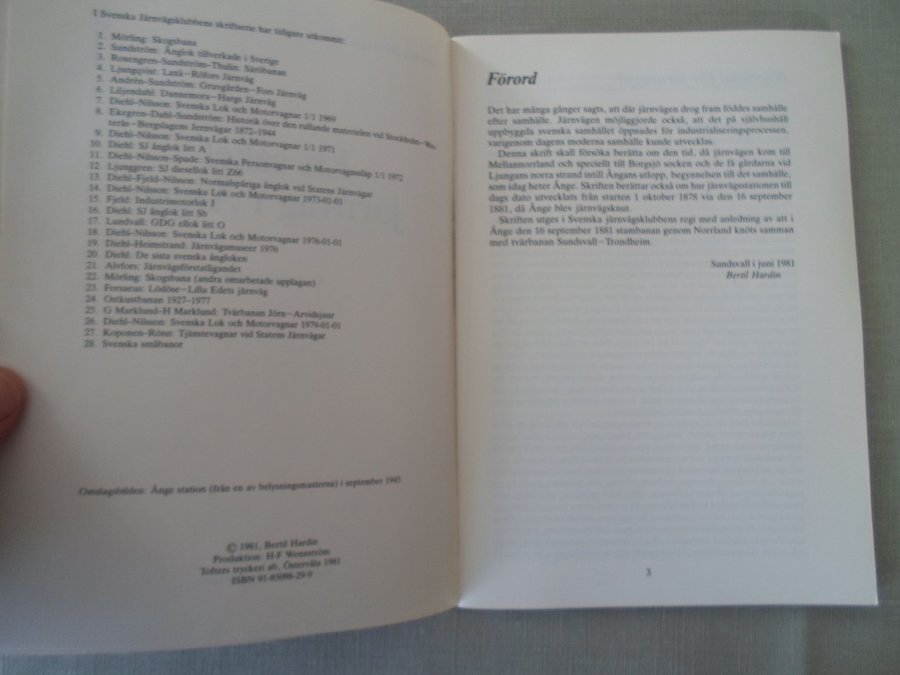 I Svenska Järnvägsklubbens skriftserie har tidigare utkommit:
1. Mörling: Skogsbana
2. Sundström: Ånglok tillverkade i Sverige
3. Rosengren–Sundström–Thulin: Säröbanan
4. Ljungqvist: Laxå–Röfors Järnväg
5. Andrén–Sundström: Gruvgården–Fors Järnväg
6. Löjendahl: Dannemora–Hargs Järnväg
7. Diehl–Nilsson: Svenska Lok och Motorvagnar 1/1 1969
8. Ekegren–Dahl–Sundström: Historik över den rullande materielen vid Stockholm–Wes-
terås–Bergslagens Jernvägar 1872–1944
9. Diehl–Nilsson: Svenska Lok och Motorvagnar 1/1 1971
10. Diehl: SJ ånglok litt A
11. Diehl–Nilsson–Spade: Svenska Personvagnar och Motorvagnsläp 1/1 1972
12. Ljunggren: SJ diesellok litt Z66
13. Diehl–Fjeld–Nilsson: Normalspåriga ånglok vid Statens Järnvägar
14. Diehl–Nilsson: Svenska Lok och Motorvagnar 1973-01-01
15. Fjeld: Industrimotorlok I
16. Diehl: SJ ånglok litt Sb
17. Lundvall: GDG ellok litt O
18. Diehl–Nilsson: Svenska Lok och Motorvagnar 1976-01-01
19. Diehl–Heimstrand: Järnvägsmuseer 1976
20. Diehl: De sista svenska ångloken
21. Alvfors: Järnvägsförstatligandet
22. Mörling: Skogsbana (andra omarbetade upplagan)
23. Forsaeus: Lödöse–Lilla Edets järnväg
24. Ostkustbanan 1927–1977
25. G Marklund–H Marklund: Tvärbanan Jörn–Arvidsjaur
26. Diehl–Nilsson: Svenska Lok och Motorvagnar 1979-01-01
27. Koponen–Rönn: Tjänstevagnar vid Statens Järnvägar
28. Svenska småbanor
Omslagsbilden: Ånge station (från en av belysningsmasterna) i september 1945.
© 1981, Bertil Hardin
Produktion: H-F Wennström
Tofters tryckeri ab, Östervåla 1981
ISBN 91-85098-29-9
Förord
Det har många gånger sagts, att där järnvägen drog fram föddes samhälle
efter samhälle. Järnvägen möjliggjorde också, att det på självhushåll
uppbyggda svenska samhället öppnades för industrialiseringsprocessen,
varigenom dagens moderna samhälle kunde utvecklas.
Denna skrift skall försöka berätta om den tid, då järnvägen kom till
Mellannorrland och speciellt till Borgsjö socken och de få gårdarna vid
Ljungans norra strand intill Ångans utlopp, begynnelsen till det samhälle,
som idag heter Ånge. Skriften berättar också om hur järnvägsstationen till
dags dato utvecklats från starten 1 oktober 1878 via den 16 september
1881, då Ånge blev järnvägsknut.
Skriften utges i Svenska järnvägsklubbens regi med anledning av att i
Ånge den 16 september 1881 stambanan genom Norrland knöts samman
med tvärbanan Sundsvall–Trondheim.
Sundsvall i juni 1981
Bertil Hardin
3